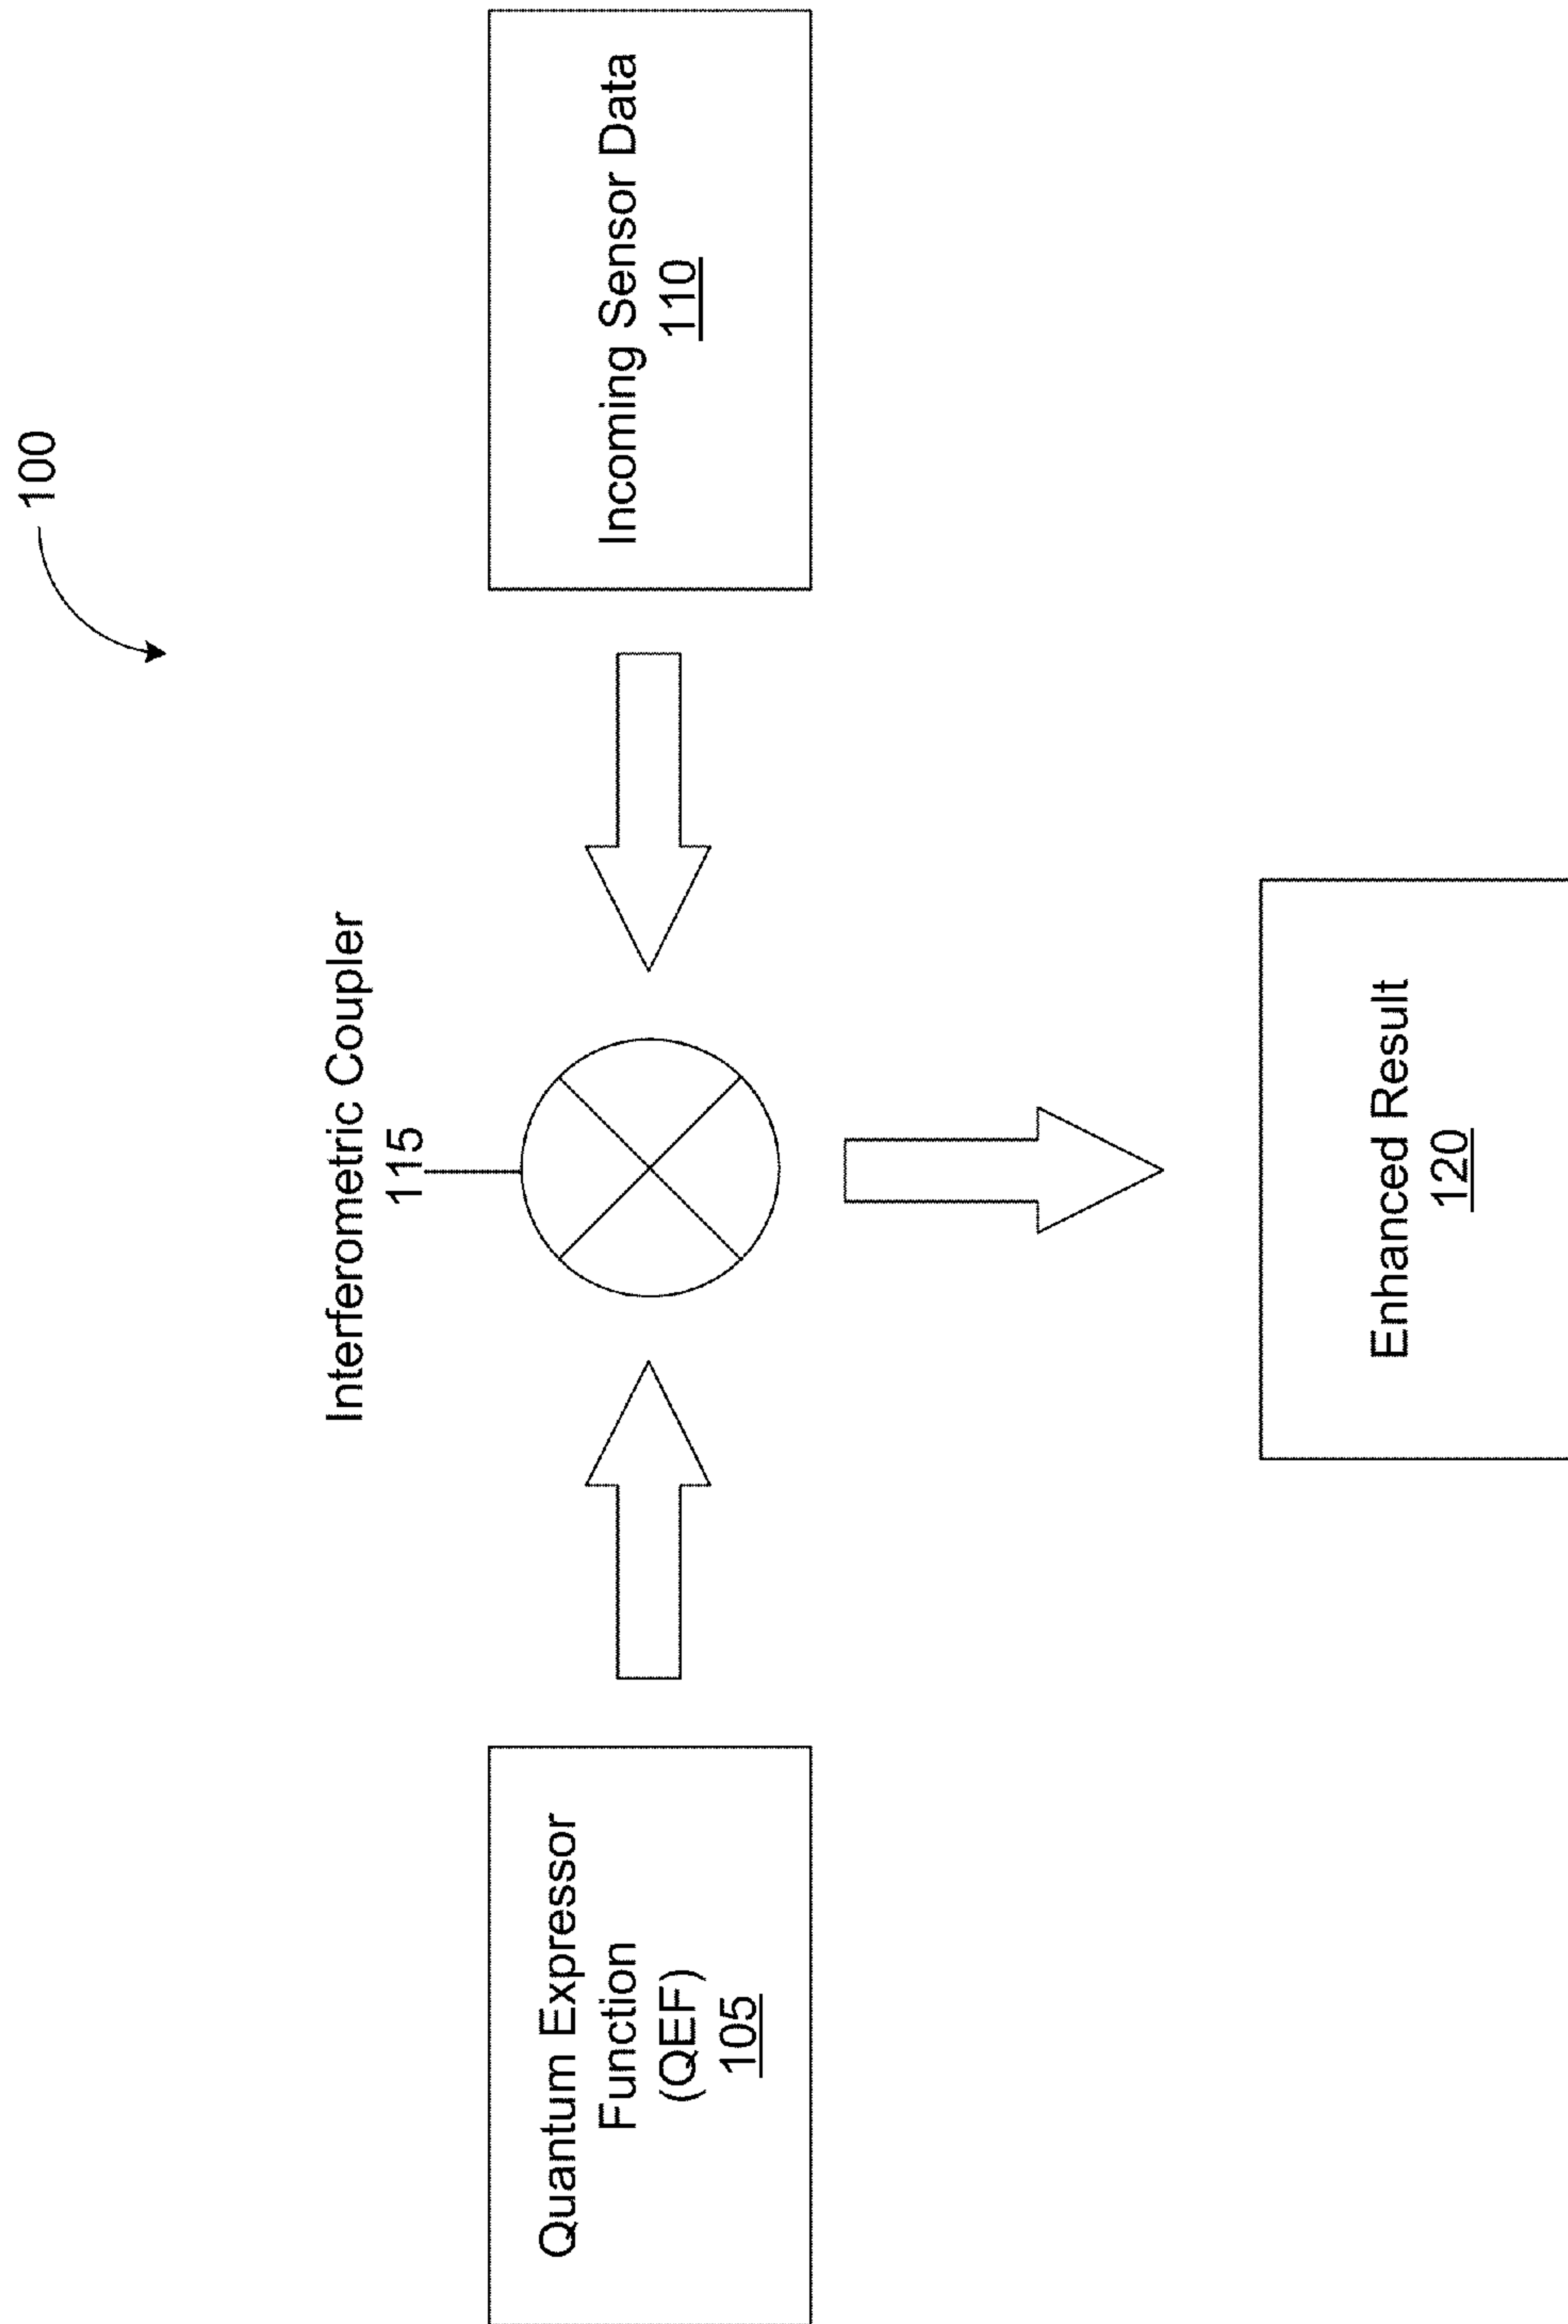 100
Interferometric Coupler
115
Quantum Expressor
Function
(QEF)
105
Incoming Sensor Data
110
Enhanced Result
120